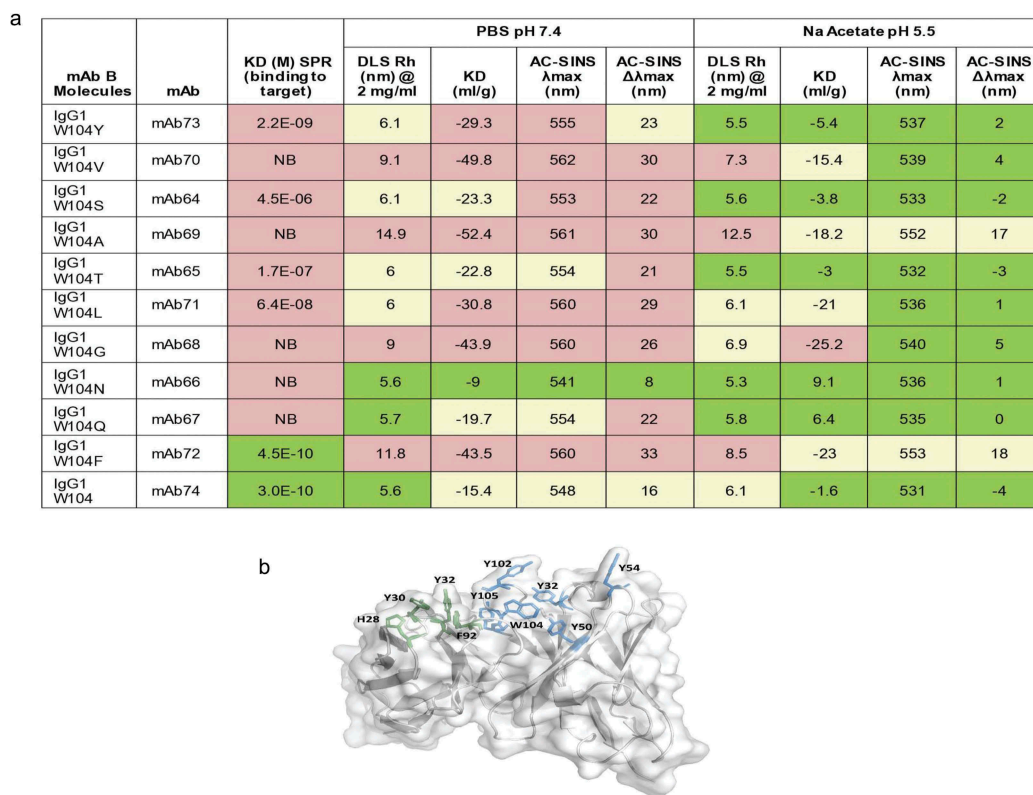 a
PBS pH 7.4
Na Acetate pH 5.5
mAb B Molecules | mAb | KD (M) SPR (binding to target) | DLS Rh (nm) @ 2 mg/ml | KD (ml/g) | AC-SINS λmax (nm) | AC-SINS Δλmax (nm) | DLS Rh (nm) @ 2 mg/ml | KD (ml/g) | AC-SINS λmax (nm) | AC-SINS Δλmax (nm)
IgG1 W104Y | mAb73 | 2.2E-09 | 6.1 | -29.3 | 555 | 23 | 5.5 | -5.4 | 537 | 2
IgG1 W104V | mAb70 | NB | 9.1 | -49.8 | 562 | 30 | 7.3 | -15.4 | 539 | 4
IgG1 W104S | mAb64 | 4.5E-06 | 6.1 | -23.3 | 553 | 22 | 5.6 | -3.8 | 533 | -2
IgG1 W104A | mAb69 | NB | 14.9 | -52.4 | 561 | 30 | 12.5 | -18.2 | 552 | 17
IgG1 W104T | mAb65 | 1.7E-07 | 6 | -22.8 | 554 | 21 | 5.5 | -3 | 532 | -3
IgG1 W104L | mAb71 | 6.4E-08 | 6 | -30.8 | 560 | 29 | 6.1 | -21 | 536 | 1
IgG1 W104G | mAb68 | NB | 9 | -43.9 | 560 | 26 | 6.9 | -25.2 | 540 | 5
IgG1 W104N | mAb66 | NB | 5.6 | -9 | 541 | 8 | 5.3 | 9.1 | 536 | 1
IgG1 W104Q | mAb67 | NB | 5.7 | -19.7 | 554 | 22 | 5.8 | 6.4 | 535 | 0
IgG1 W104F | mAb72 | 4.5E-10 | 11.8 | -43.5 | 560 | 33 | 8.5 | -23 | 553 | 18
IgG1 W104 | mAb74 | 3.0E-10 | 5.6 | -15.4 | 548 | 16 | 6.1 | -1.6 | 531 | -4
b
Y102
Y54
Y32
Y32
Y30
Y105
H28
F92
W104
Y50